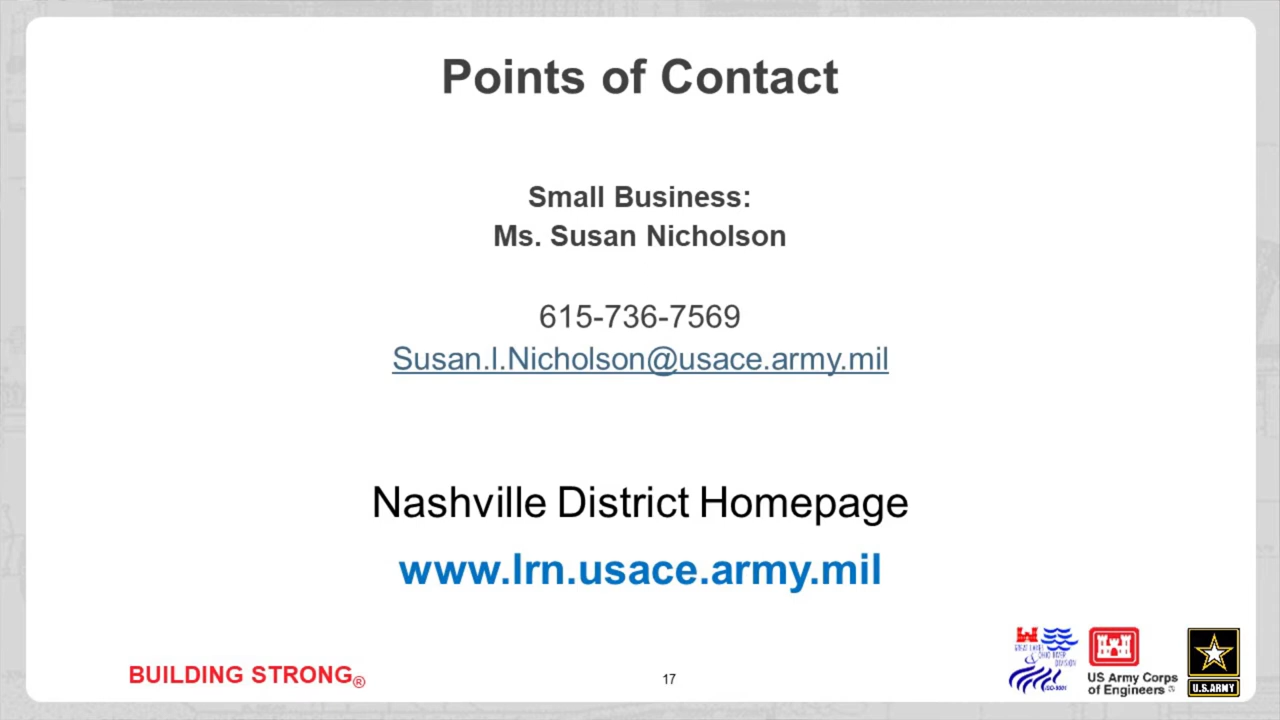 Points of Contact
Small Business:
Ms. Susan Nicholson
615-736-7569
Susan.I.Nicholson@usace.army.mil
Nashville District Homepage
www.lrn.usace.army.mil
BUILDING STRONG®
17
US Army Corps
of Engineers
U.S.ARMY